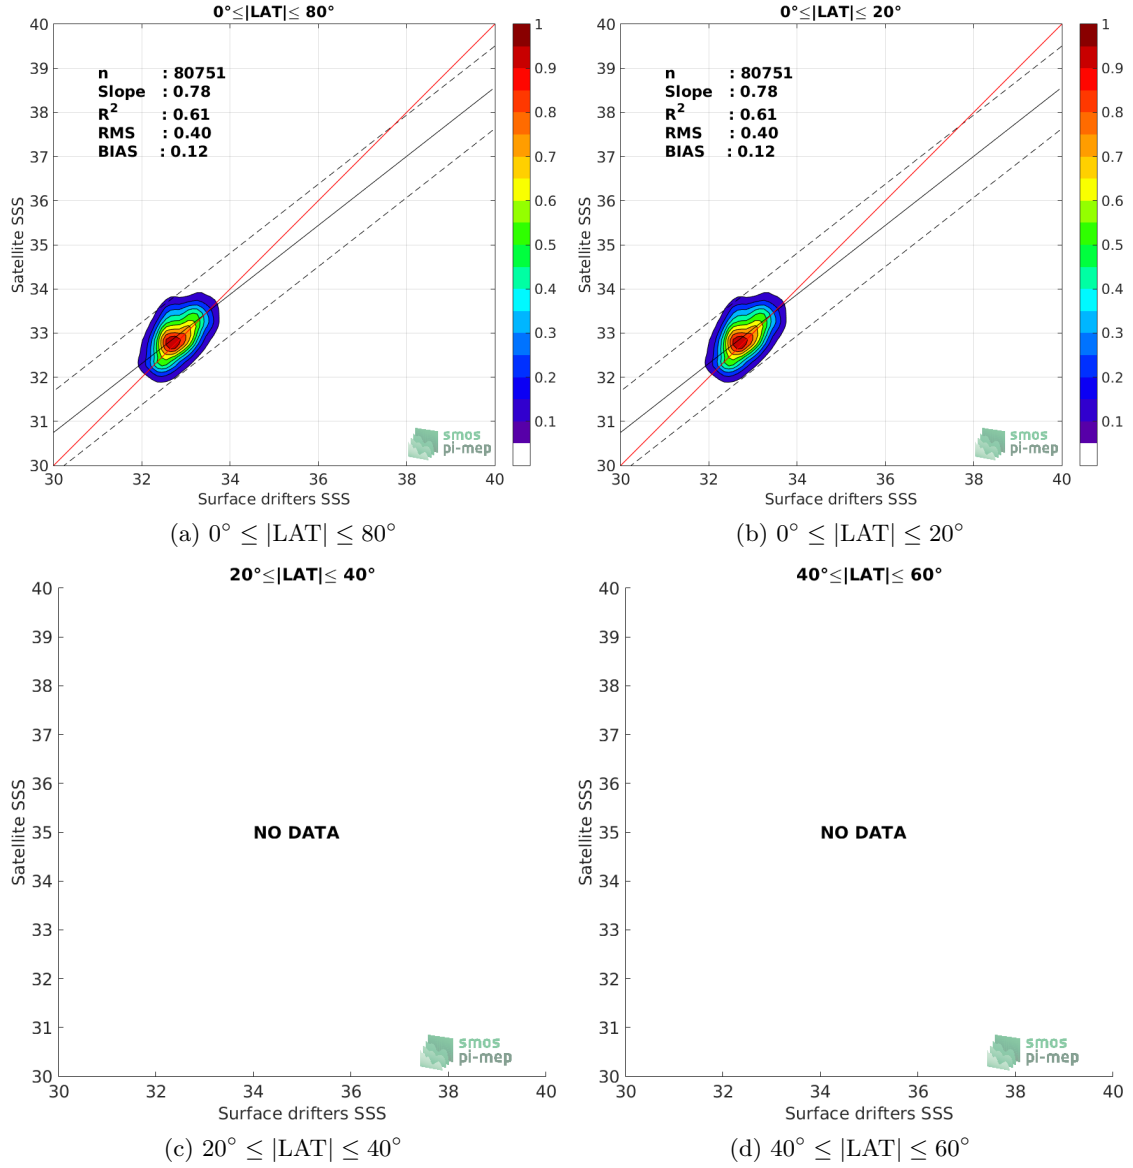 0°≤|LAT|≤ 80°
40
39
38
37
36
35
34
33
32
31
30
n : 80751
Slope : 0.78
R² : 0.61
RMS : 0.40
BIAS : 0.12
1
0.9
0.8
0.7
0.6
0.5
0.4
0.3
0.2
0.1
Satellite SSS
smos
pi-mep
30 32 34 36 38 40
Surface drifters SSS
(a) 0° ≤ |LAT| ≤ 80°
0°≤|LAT|≤ 20°
40
39
38
37
36
35
34
33
32
31
30
n : 80751
Slope : 0.78
R² : 0.61
RMS : 0.40
BIAS : 0.12
1
0.9
0.8
0.7
0.6
0.5
0.4
0.3
0.2
0.1
Satellite SSS
smos
pi-mep
30 32 34 36 38 40
Surface drifters SSS
(b) 0° ≤ |LAT| ≤ 20°
20°≤|LAT|≤ 40°
40
39
38
37
36
35
34
33
32
31
30
Satellite SSS
NO DATA
smos
pi-mep
30 32 34 36 38 40
Surface drifters SSS
(c) 20° ≤ |LAT| ≤ 40°
40°≤|LAT|≤ 60°
40
39
38
37
36
35
34
33
32
31
30
Satellite SSS
NO DATA
smos
pi-mep
30 32 34 36 38 40
Surface drifters SSS
(d) 40° ≤ |LAT| ≤ 60°